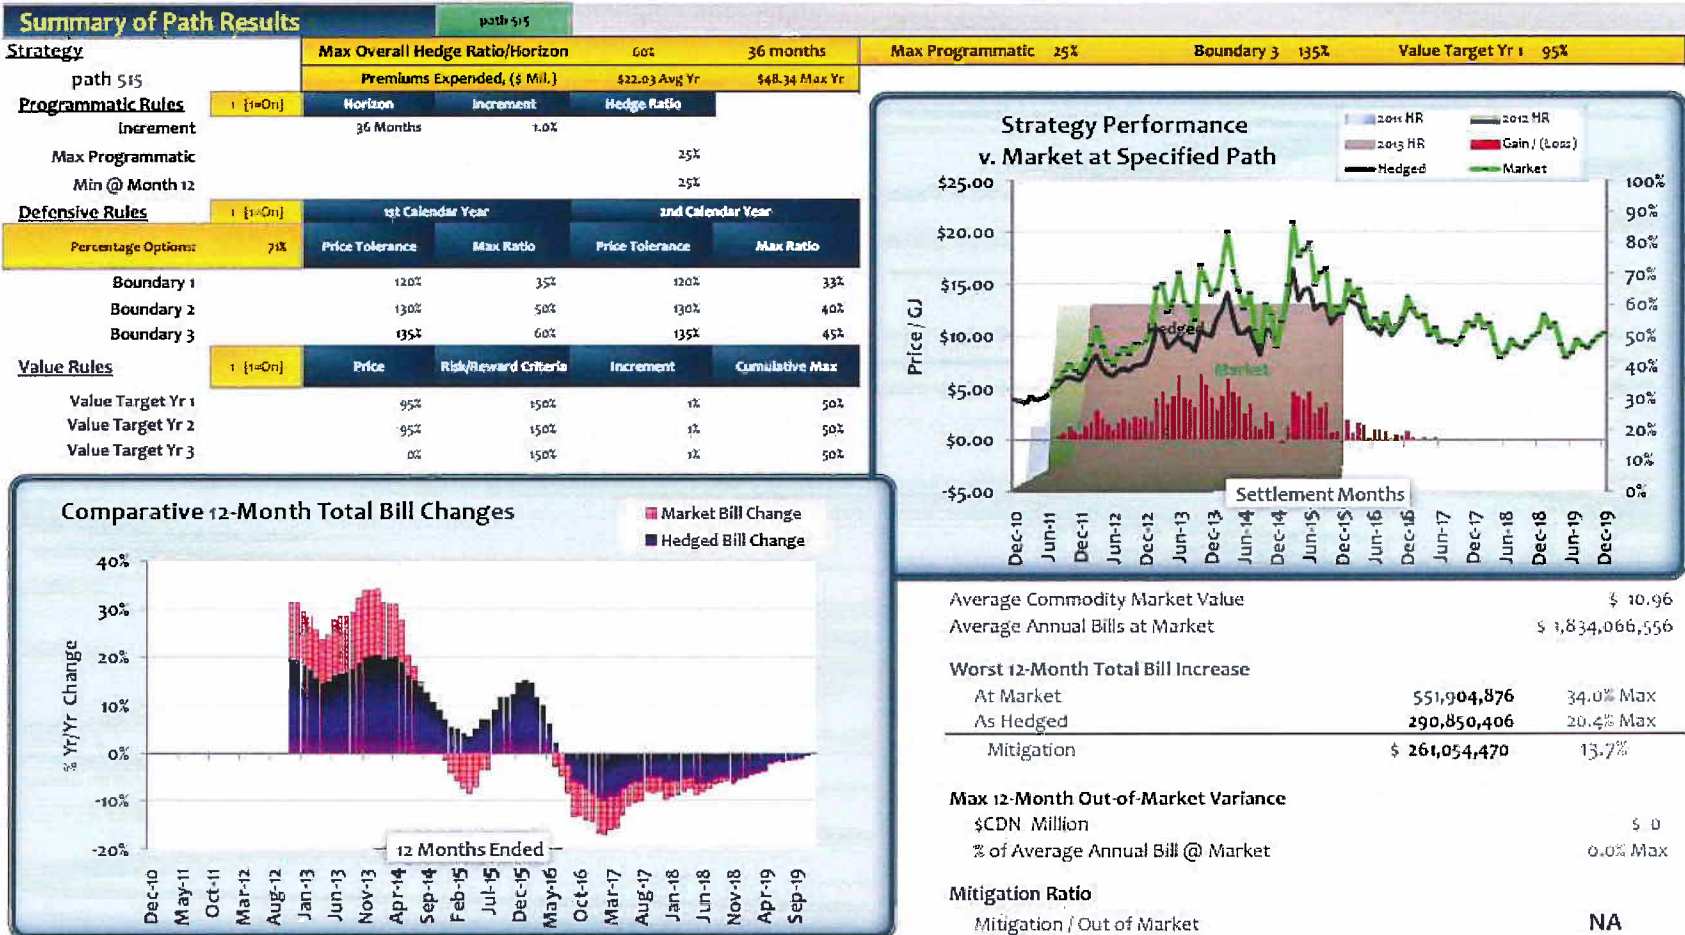 Summary of Path Results path 515
Strategy Max Overall Hedge Ratio/Horizon 60% 36 months Max Programmatic 25% Boundary 3 135% Value Target Yr 1 95%
path 515 Premiums Expended, ($ Mil.) $22.03 Avg Yr $48.34 Max Yr
Programmatic Rules 1 {1=On} Horizon Increment Hedge Ratio
Increment 36 Months 1.0%
Max Programmatic 25%
Min @ Month 12 25%
Defensive Rules 1 {1=On} 1st Calendar Year 2nd Calendar Year
Percentage Options: 71% Price Tolerance Max Ratio Price Tolerance Max Ratio
Boundary 1 120% 35% 120% 33%
Boundary 2 130% 50% 130% 40%
Boundary 3 135% 60% 135% 45%
Value Rules 1 {1=On} Price Risk/Reward Criteria Increment Cumulative Max
Value Target Yr 1 95% 150% 1% 50%
Value Target Yr 2 95% 150% 1% 50%
Value Target Yr 3 0% 150% 1% 50%
Strategy Performance
v. Market at Specified Path
2011 HR 2012 HR
2013 HR Gain / (Loss)
Hedged Market
Price / GJ
$25.00
$20.00
$15.00
$10.00
$5.00
$0.00
-$5.00
100%
90%
80%
70%
60%
50%
40%
30%
20%
10%
0%
Hedged
Market
Settlement Months
Dec-10 Jun-11 Dec-11 Jun-12 Dec-12 Jun-13 Dec-13 Jun-14 Dec-14 Jun-15 Dec-15 Jun-16 Dec-16 Jun-17 Dec-17 Jun-18 Dec-18 Jun-19 Dec-19
Comparative 12-Month Total Bill Changes
Market Bill Change
Hedged Bill Change
% Yr/Yr Change
40%
30%
20%
10%
0%
-10%
-20%
12 Months Ended
Dec-10 May-11 Oct-11 Mar-12 Aug-12 Jan-13 Jun-13 Nov-13 Apr-14 Sep-14 Feb-15 Jul-15 Dec-15 May-16 Oct-16 Mar-17 Aug-17 Jan-18 Jun-18 Nov-18 Apr-19 Sep-19
Average Commodity Market Value $ 10.96
Average Annual Bills at Market $ 1,834,066,556
Worst 12-Month Total Bill Increase
At Market 551,904,876 34.0% Max
As Hedged 290,850,406 20.4% Max
Mitigation $ 261,054,470 13.7%
Max 12-Month Out-of-Market Variance
$CDN Million $ 0
% of Average Annual Bill @ Market 0.0% Max
Mitigation Ratio
Mitigation / Out of Market NA